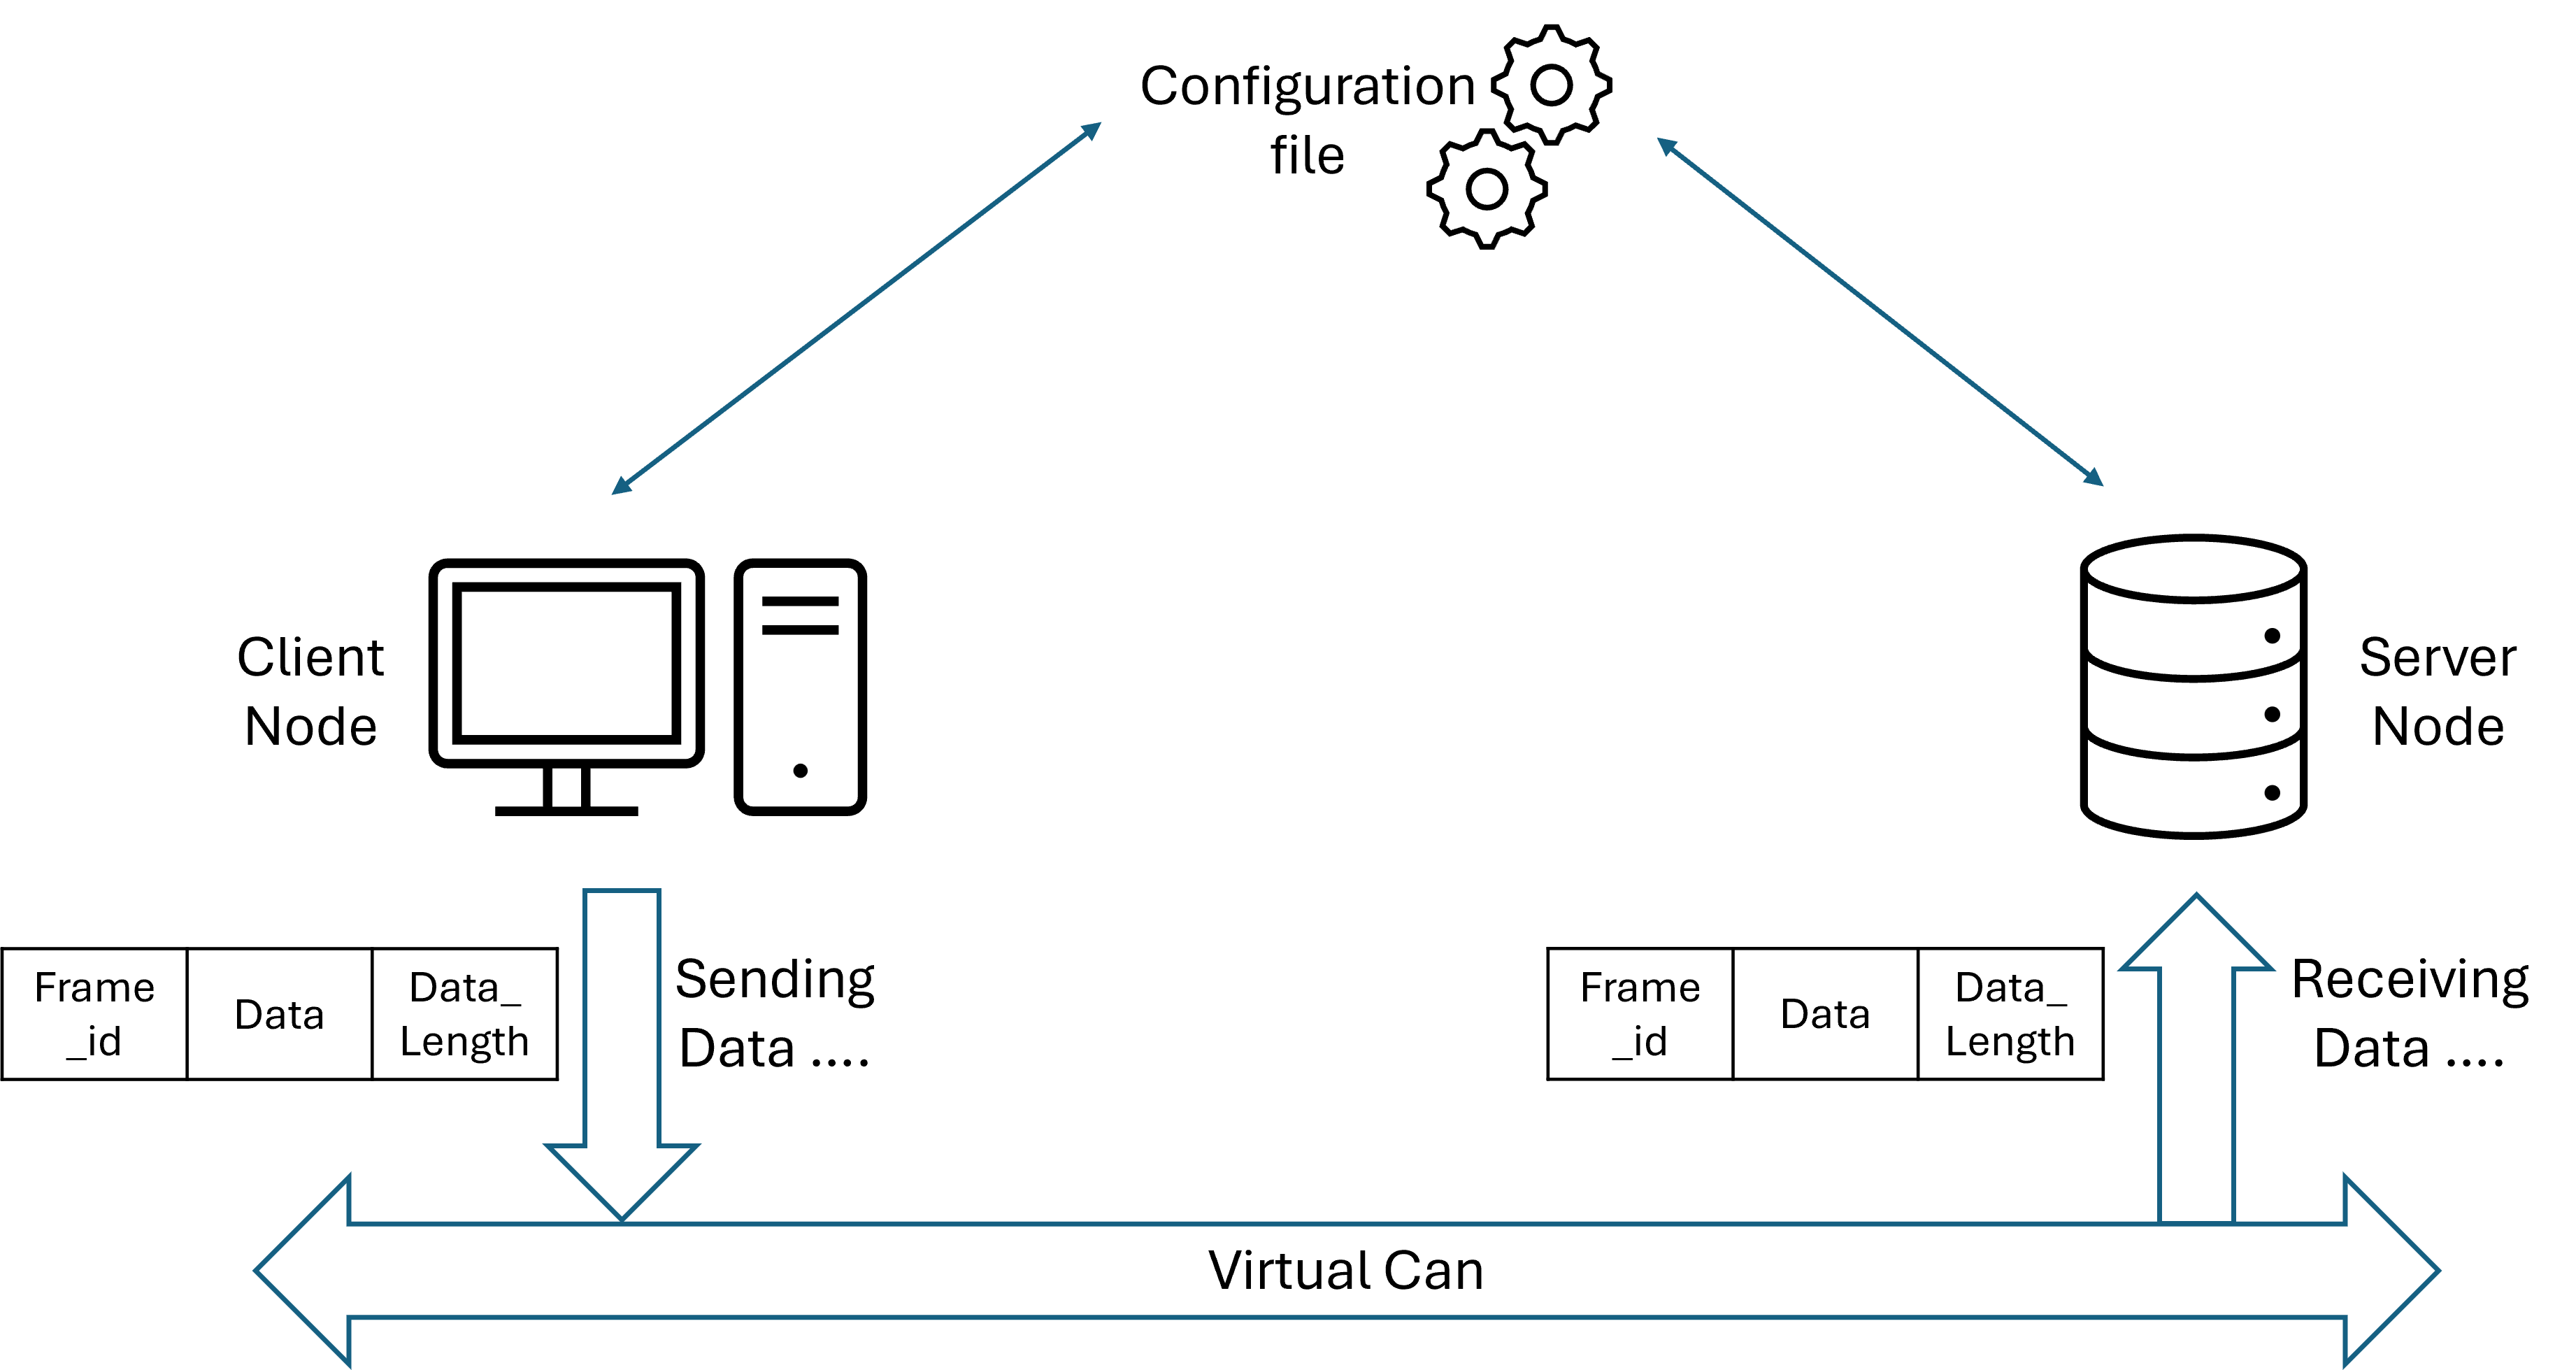 Configuration
file
Client
Node
Server
Node
Frame
_id
Data
Data_
Length
Sending
Data ....
Frame
_id
Data
Data_
Length
Receiving
Data ....
Virtual Can